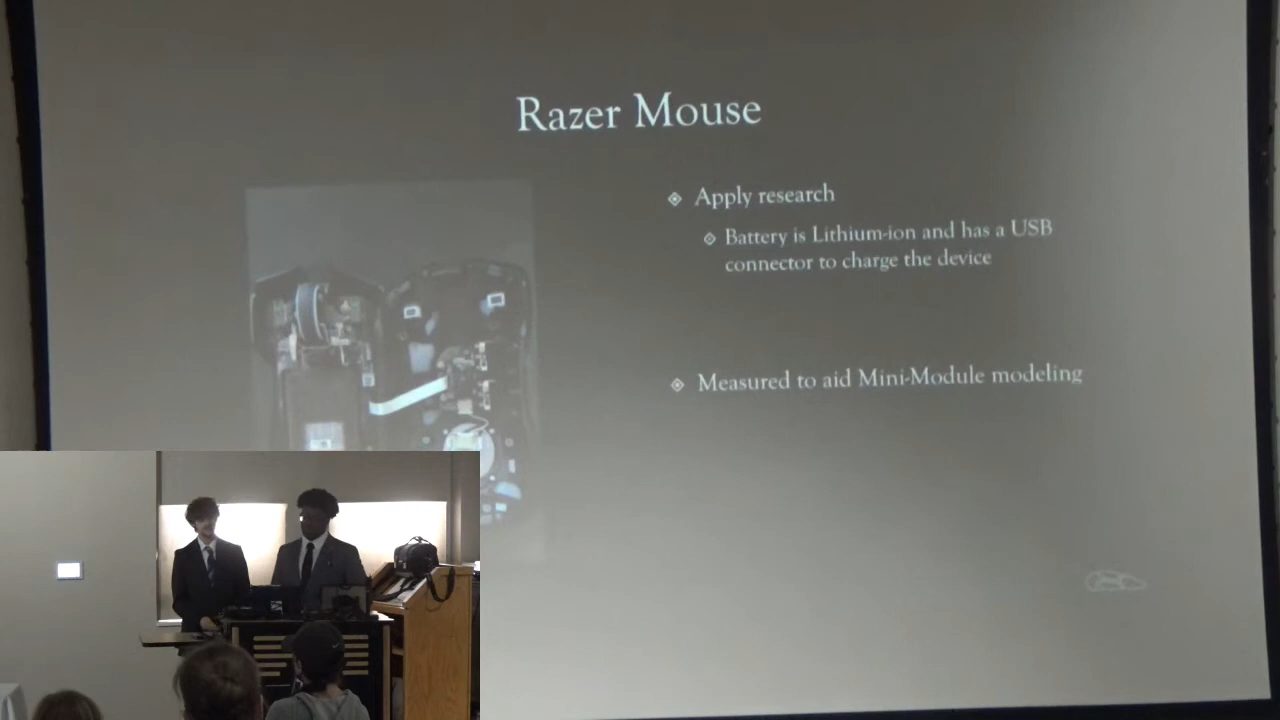 Razer Mouse
Apply research
Battery is Lithium-ion and has a USB
connector to charge the device
Measured to aid Mini-Module modeling